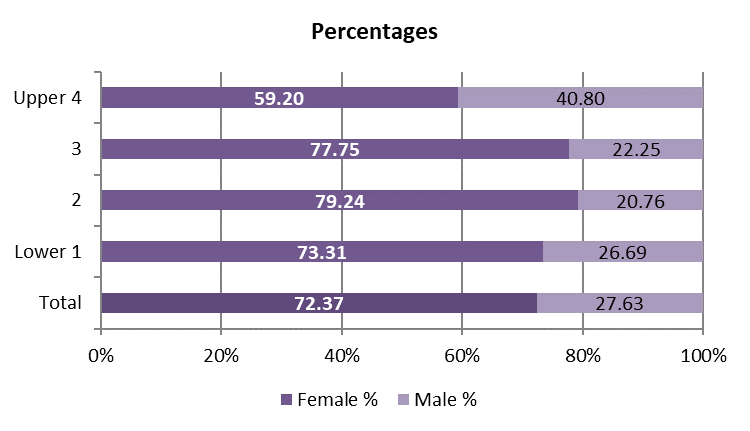 Percentages
Upper 4 59.20 40.80
3 77.75 22.25
2 79.24 20.76
Lower 1 73.31 26.69
Total 72.37 27.63
0% 20% 40% 60% 80% 100%
Female % Male %